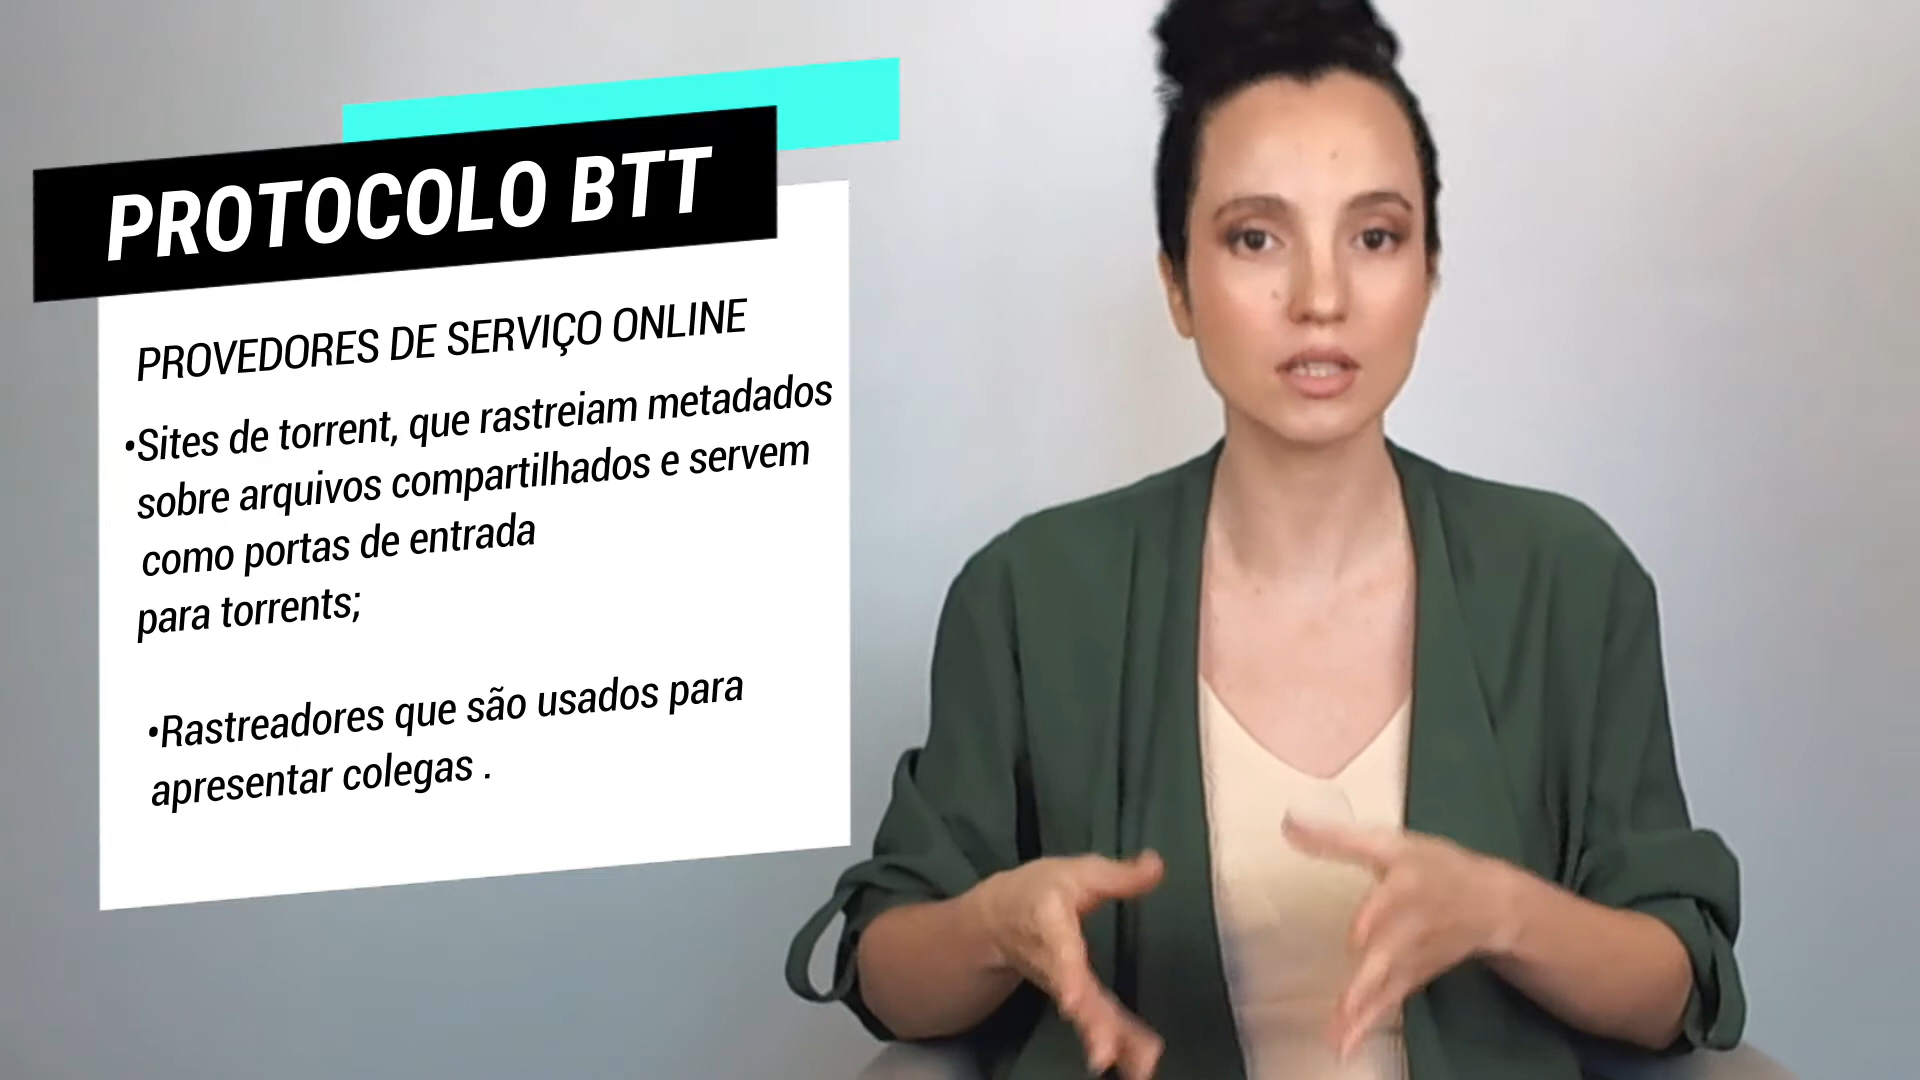 PROTOCOLO BTT
PROVEDORES DE SERVIÇO ONLINE
•Sites de torrent, que rastreiam metadados
sobre arquivos compartilhados e servem
como portas de entrada
para torrents;
•Rastreadores que são usados para
apresentar colegas .